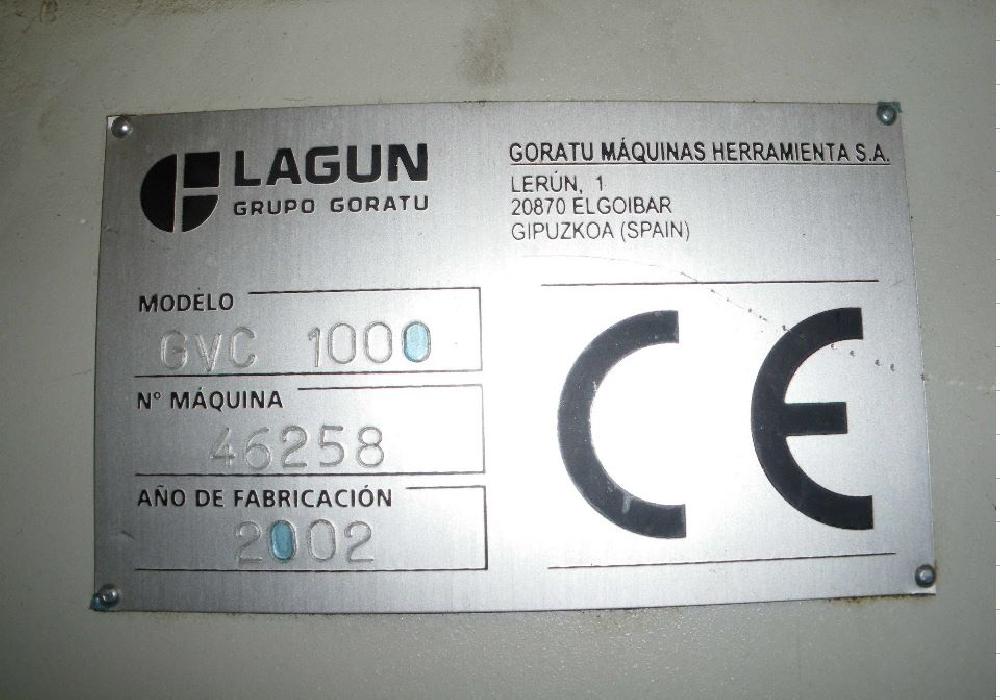 LAGUN
GRUPO GORATU
GORATU MÁQUINAS HERRAMIENTA S.A.
LERÚN, 1
20870 ELGOIBAR
GIPUZKOA (SPAIN)
MODELO
GVC 1000
Nº MÁQUINA
46258
AÑO DE FABRICACIÓN
2002
CE